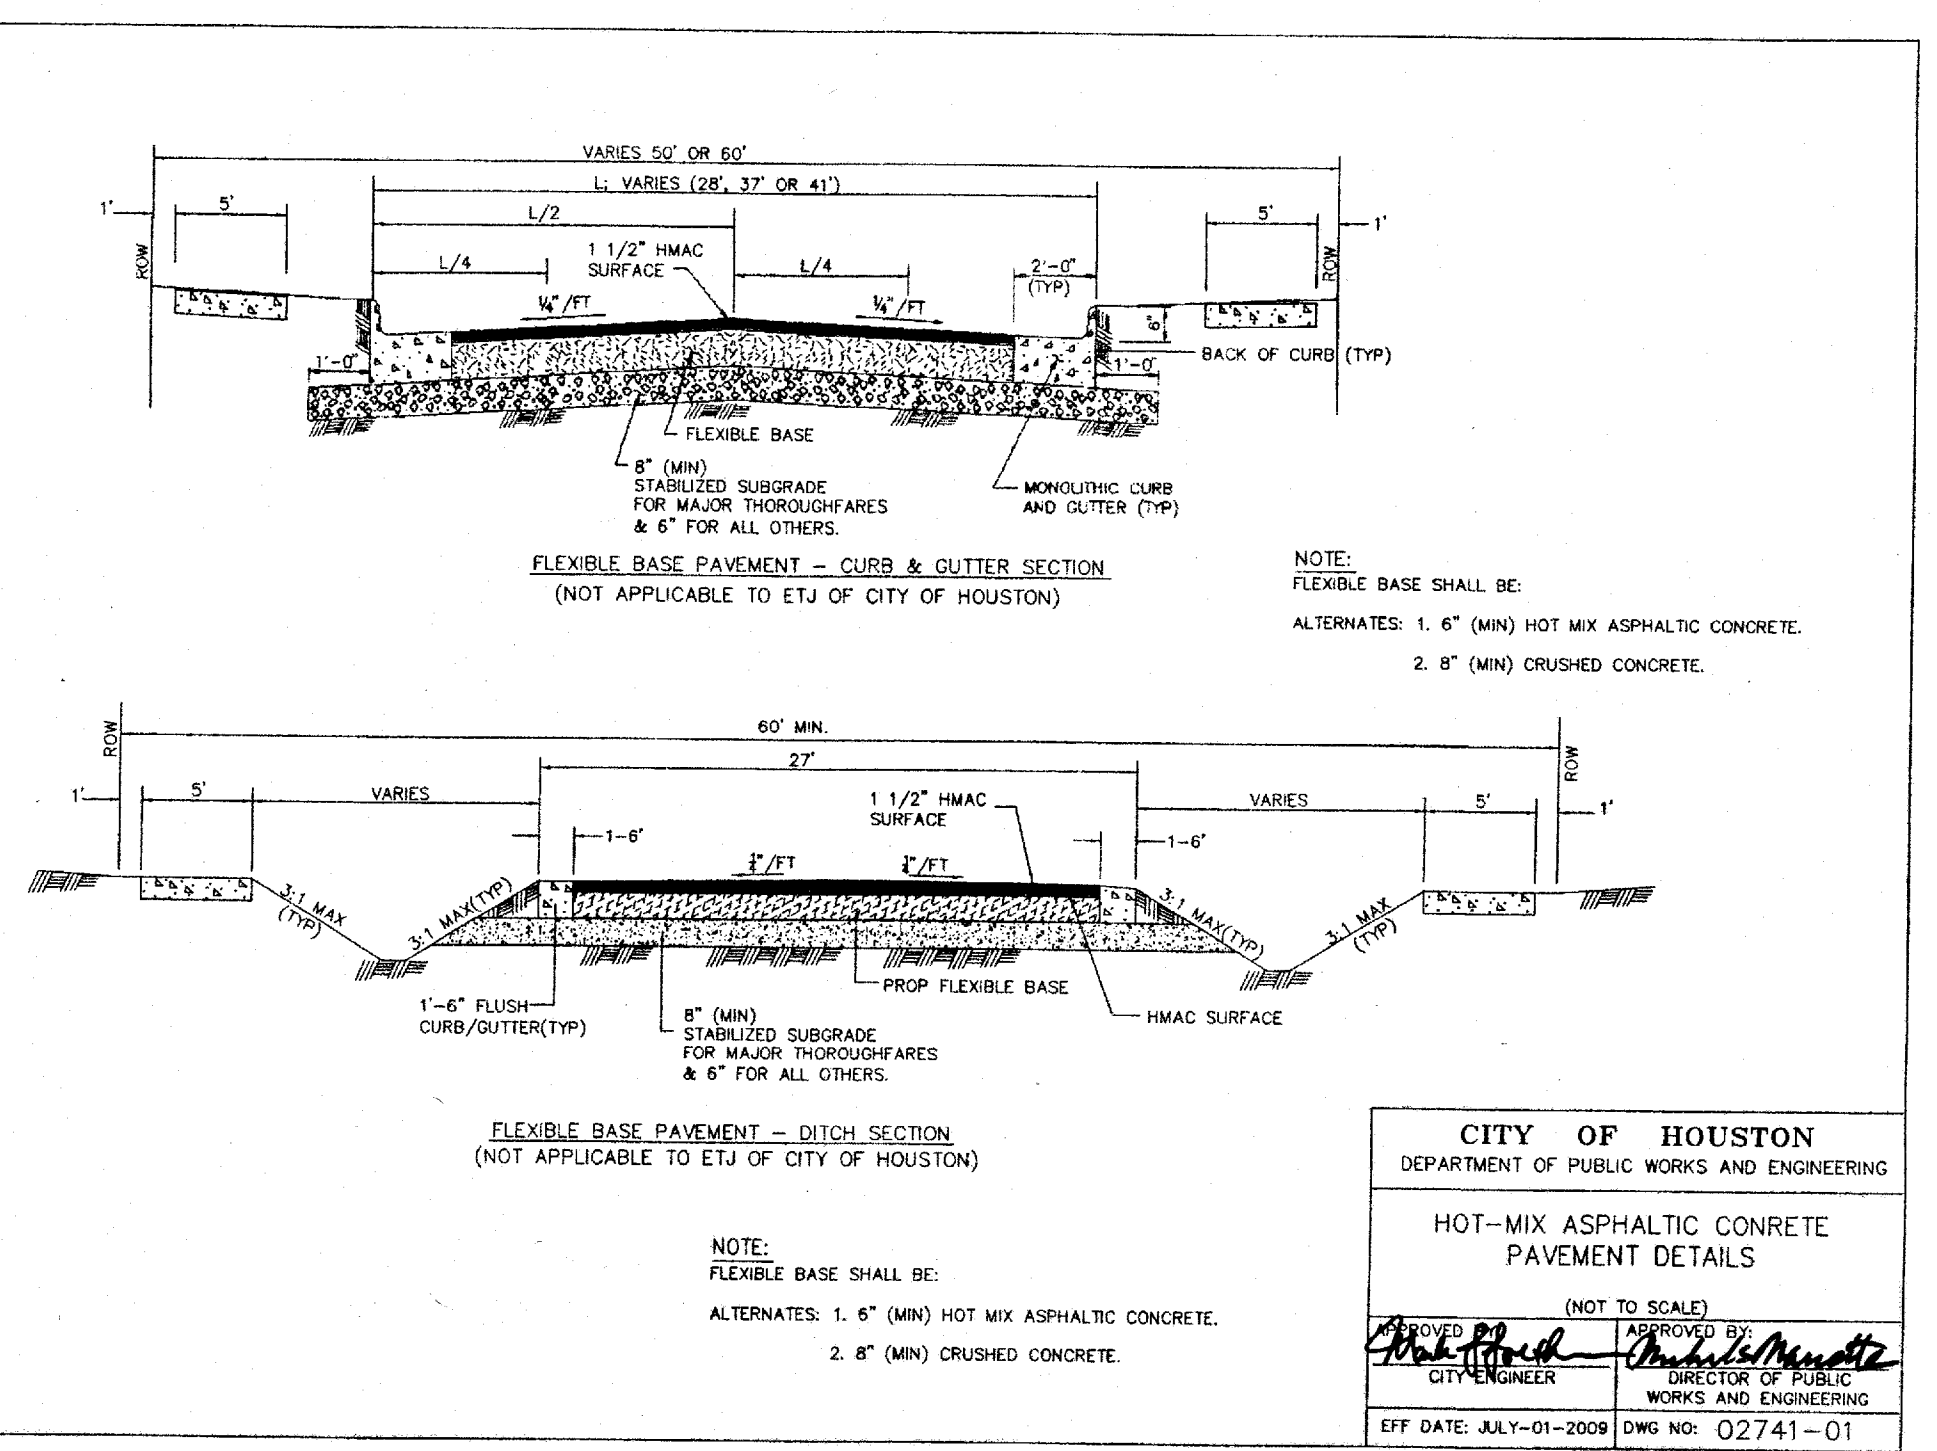 VARIES 50' OR 60'
L; VARIES (28', 37' OR 41')
1'
5'
L/2
5'
1'
ROW
L/4
1 1/2" HMAC
SURFACE
L/4
2'-0"
(TYP)
ROW
1/4"/FT
1/4"/FT
6"
1'-0"
BACK OF CURB (TYP)
1'-0"
FLEXIBLE BASE
8" (MIN)
STABILIZED SUBGRADE
FOR MAJOR THOROUGHFARES
& 6" FOR ALL OTHERS.
MONOLITHIC CURB
AND GUTTER (TYP)
FLEXIBLE BASE PAVEMENT - CURB & GUTTER SECTION
(NOT APPLICABLE TO ETJ OF CITY OF HOUSTON)
NOTE:
FLEXIBLE BASE SHALL BE:
ALTERNATES: 1. 6" (MIN) HOT MIX ASPHALTIC CONCRETE.
2. 8" (MIN) CRUSHED CONCRETE.
ROW
60' MIN.
ROW
27'
1'
5'
VARIES
1 1/2" HMAC
SURFACE
VARIES
5'
1'
1-6'
1-6'
"/FT
"/FT
3:1 MAX
(TYP)
3:1 MAX(TYP)
3:1 MAX(TYP)
3:1 MAX
(TYP)
1'-6" FLUSH
CURB/GUTTER(TYP)
8" (MIN)
STABILIZED SUBGRADE
FOR MAJOR THOROUGHFARES
& 6" FOR ALL OTHERS.
PROP FLEXIBLE BASE
HMAC SURFACE
FLEXIBLE BASE PAVEMENT - DITCH SECTION
(NOT APPLICABLE TO ETJ OF CITY OF HOUSTON)
NOTE:
FLEXIBLE BASE SHALL BE:
ALTERNATES: 1. 6" (MIN) HOT MIX ASPHALTIC CONCRETE.
2. 8" (MIN) CRUSHED CONCRETE.
CITY OF HOUSTON
DEPARTMENT OF PUBLIC WORKS AND ENGINEERING
HOT-MIX ASPHALTIC CONRETE
PAVEMENT DETAILS
(NOT TO SCALE)
APPROVED
CITY ENGINEER
APPROVED BY:
DIRECTOR OF PUBLIC
WORKS AND ENGINEERING
EFF DATE: JULY-01-2009
DWG NO: 02741-01